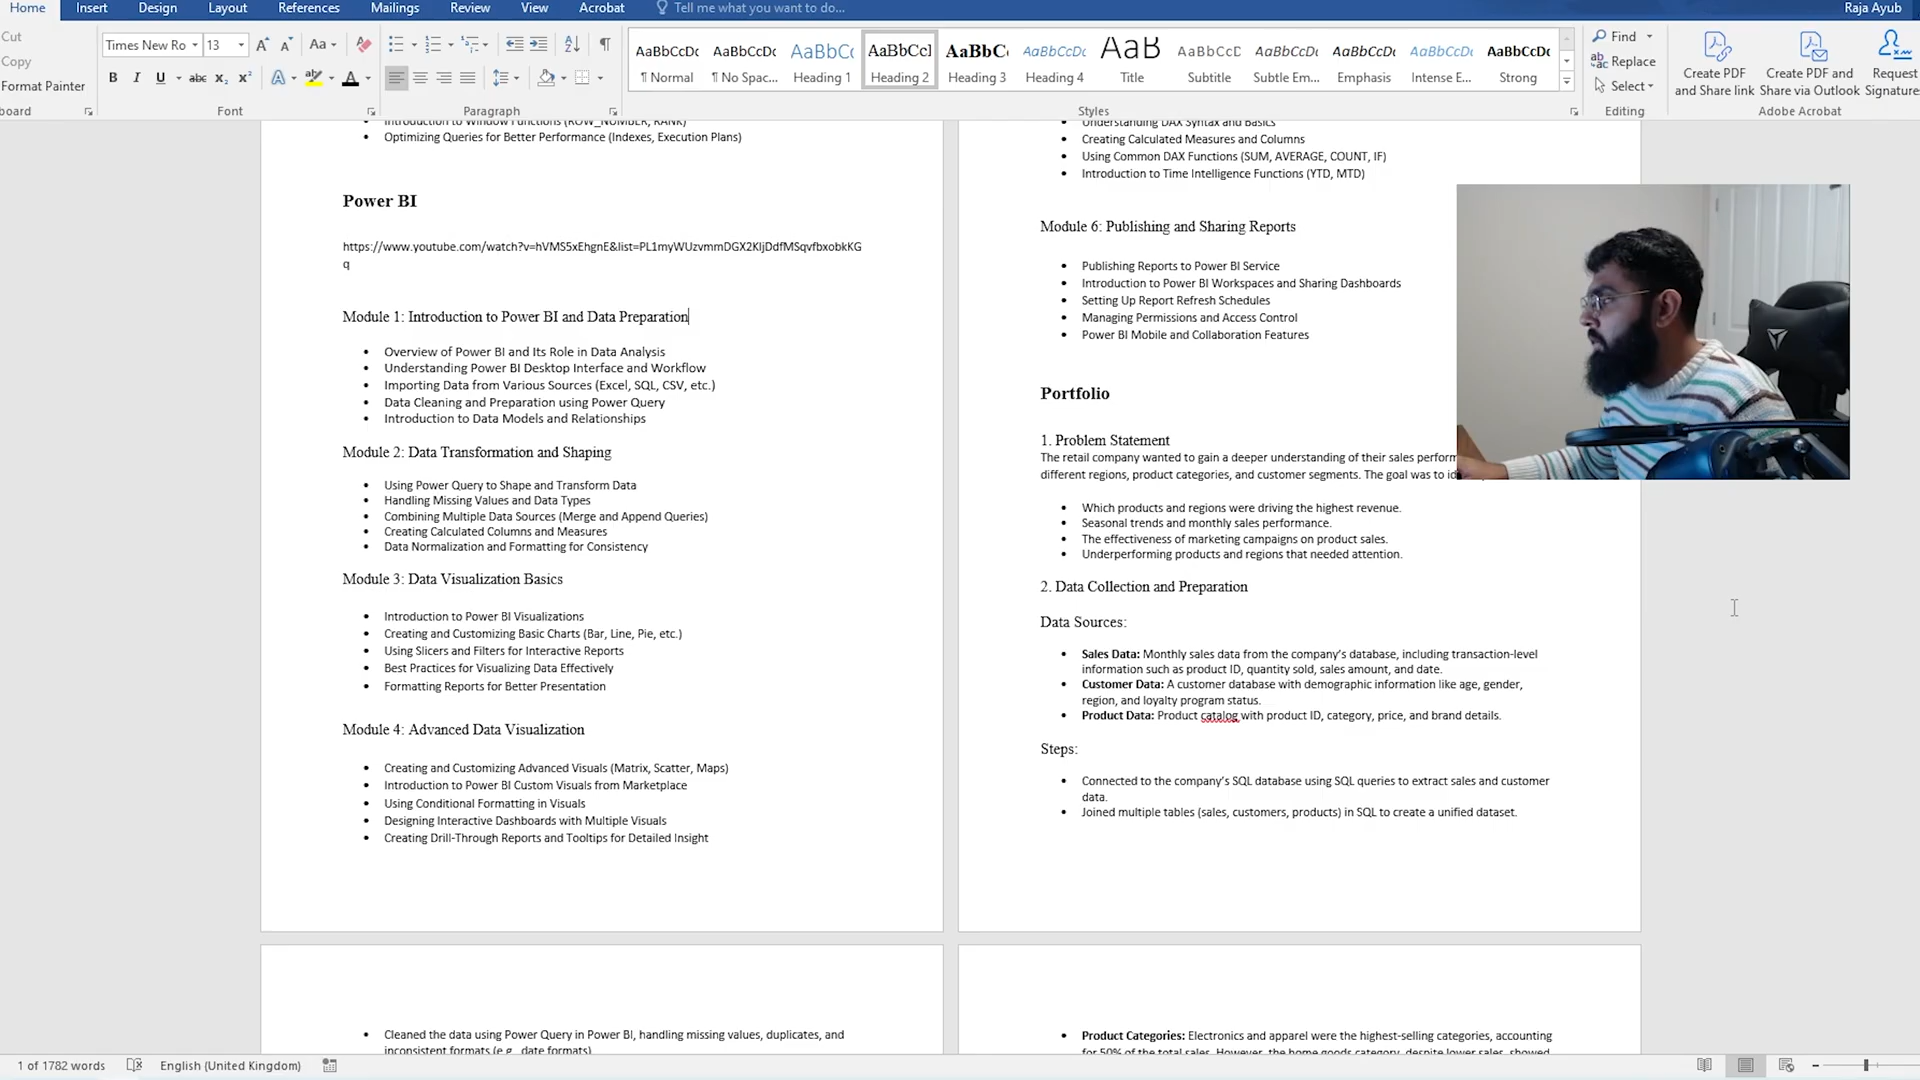 Home Insert Design Layout References Mailings Review View Acrobat Tell me what you want to do... Raja Ayub
Cut
Copy
Format Painter
board
Times New Ro 13
Font
Paragraph
AaBbCcDc AaBbCcDc AaBbCc AaBbCcI AaBbC AaBbCcDc AaB AaBbCcD AaBbCcDc AaBbCcDc AaBbCcDc AaBbCcDc
¶ Normal ¶ No Spac... Heading 1 Heading 2 Heading 3 Heading 4 Title Subtitle Subtle Em... Emphasis Intense E... Strong
Styles
Find
Replace
Select
Editing
Create PDF
and Share link
Create PDF and
Share via Outlook
Request
Signature
Adobe Acrobat
Introduction to Window Functions (ROW_NUMBER, RANK)
• Optimizing Queries for Better Performance (Indexes, Execution Plans)
Power BI
https://www.youtube.com/watch?v=hVMS5xEhgnE&list=PL1myWUzvmmDGX2KljDdfMSqvfbxobkKG
q
Module 1: Introduction to Power BI and Data Preparation
• Overview of Power BI and Its Role in Data Analysis
• Understanding Power BI Desktop Interface and Workflow
• Importing Data from Various Sources (Excel, SQL, CSV, etc.)
• Data Cleaning and Preparation using Power Query
• Introduction to Data Models and Relationships
Module 2: Data Transformation and Shaping
• Using Power Query to Shape and Transform Data
• Handling Missing Values and Data Types
• Combining Multiple Data Sources (Merge and Append Queries)
• Creating Calculated Columns and Measures
• Data Normalization and Formatting for Consistency
Module 3: Data Visualization Basics
• Introduction to Power BI Visualizations
• Creating and Customizing Basic Charts (Bar, Line, Pie, etc.)
• Using Slicers and Filters for Interactive Reports
• Best Practices for Visualizing Data Effectively
• Formatting Reports for Better Presentation
Module 4: Advanced Data Visualization
• Creating and Customizing Advanced Visuals (Matrix, Scatter, Maps)
• Introduction to Power BI Custom Visuals from Marketplace
• Using Conditional Formatting in Visuals
• Designing Interactive Dashboards with Multiple Visuals
• Creating Drill-Through Reports and Tooltips for Detailed Insight
Understanding DAX Syntax and Basics
• Creating Calculated Measures and Columns
• Using Common DAX Functions (SUM, AVERAGE, COUNT, IF)
• Introduction to Time Intelligence Functions (YTD, MTD)
Module 6: Publishing and Sharing Reports
• Publishing Reports to Power BI Service
• Introduction to Power BI Workspaces and Sharing Dashboards
• Setting Up Report Refresh Schedules
• Managing Permissions and Access Control
• Power BI Mobile and Collaboration Features
Portfolio
1. Problem Statement
The retail company wanted to gain a deeper understanding of their sales perform
different regions, product categories, and customer segments. The goal was to id
• Which products and regions were driving the highest revenue.
• Seasonal trends and monthly sales performance.
• The effectiveness of marketing campaigns on product sales.
• Underperforming products and regions that needed attention.
2. Data Collection and Preparation
Data Sources:
• Sales Data: Monthly sales data from the company's database, including transaction-level
information such as product ID, quantity sold, sales amount, and date.
• Customer Data: A customer database with demographic information like age, gender,
region, and loyalty program status.
• Product Data: Product catalog with product ID, category, price, and brand details.
Steps:
• Connected to the company's SQL database using SQL queries to extract sales and customer
data.
• Joined multiple tables (sales, customers, products) in SQL to create a unified dataset.
• Cleaned the data using Power Query in Power BI, handling missing values, duplicates, and
inconsistent formats (e.g., date formats)
• Product Categories: Electronics and apparel were the highest-selling categories, accounting
for 50% of the total sales. However, the home goods category, despite lower sales, showed
1 of 1782 words English (United Kingdom)